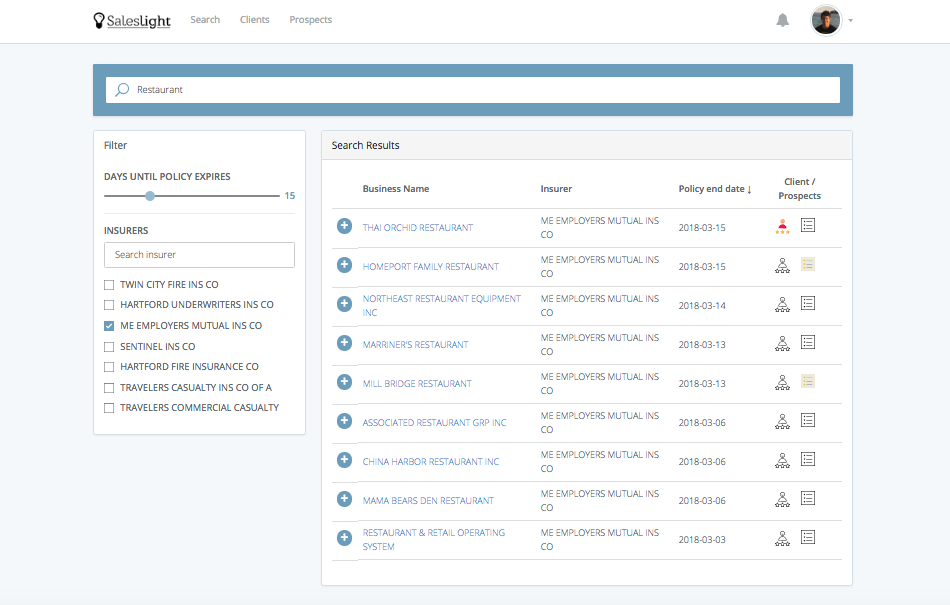 Saleslight
Search
Clients
Prospects
Restaurant
Filter
DAYS UNTIL POLICY EXPIRES
15
INSURERS
Search insurer
TWIN CITY FIRE INS CO
HARTFORD UNDERWRITERS INS CO
ME EMPLOYERS MUTUAL INS CO
SENTINEL INS CO
HARTFORD FIRE INSURANCE CO
TRAVELERS CASUALTY INS CO OF A
TRAVELERS COMMERCIAL CASUALTY
Search Results
Business Name
Insurer
Policy end date ↓
Client /
Prospects
THAI ORCHID RESTAURANT
ME EMPLOYERS MUTUAL INS
CO
2018-03-15
HOMEPORT FAMILY RESTAURANT
ME EMPLOYERS MUTUAL INS
CO
2018-03-15
NORTHEAST RESTAURANT EQUIPMENT
INC
ME EMPLOYERS MUTUAL INS
CO
2018-03-14
MARRINER'S RESTAURANT
ME EMPLOYERS MUTUAL INS
CO
2018-03-13
MILL BRIDGE RESTAURANT
ME EMPLOYERS MUTUAL INS
CO
2018-03-13
ASSOCIATED RESTAURANT GRP INC
ME EMPLOYERS MUTUAL INS
CO
2018-03-06
CHINA HARBOR RESTAURANT INC
ME EMPLOYERS MUTUAL INS
CO
2018-03-06
MAMA BEARS DEN RESTAURANT
ME EMPLOYERS MUTUAL INS
CO
2018-03-06
RESTAURANT & RETAIL OPERATING
SYSTEM
ME EMPLOYERS MUTUAL INS
CO
2018-03-03